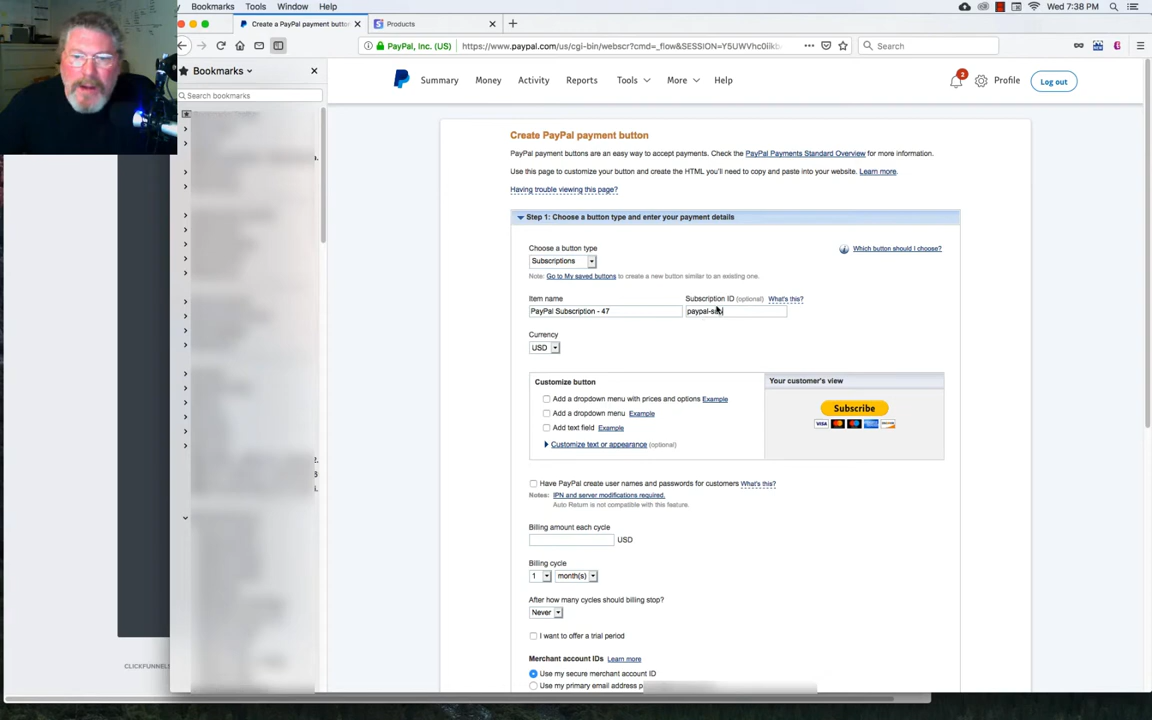 Bookmarks History Tools Window Help
Wed 7:38 PM
Create a PayPal payment button
Products
PayPal, Inc. (US)
https://www.paypal.com/us/cgi-bin/webscr?cmd=_flow&SESSION=
Search
Bookmarks
Search bookmarks
Summary Money Activity Reports Tools More Help
2
Profile
Log out
Create PayPal payment button
PayPal payment buttons are an easy way to accept payments. Check the PayPal Payments Standard Overview for more information.
Use this page to customize your button and create the HTML you'll need to copy and paste into your website. Learn more.
Having trouble viewing this page?
Step 1: Choose a button type and enter your payment details
Choose a button type
Which button should I choose?
Subscriptions
Note: Go to My saved buttons to create a new button similar to an existing one.
Item name
Subscription ID (optional) What's this?
PayPal Subscription - 47
paypal-sub
Currency
USD
Customize button
Your customer's view
Add a dropdown menu with prices and options Example
Subscribe
Add a dropdown menu Example
VISA
Add text field Example
Customize text or appearance (optional)
Have PayPal create user names and passwords for customers What's this?
Notes: IPN and server modifications required.
Auto Return is not compatible with this feature.
Billing amount each cycle
USD
Billing cycle
1 month(s)
After how many cycles should billing stop?
Never
I want to offer a trial period
Merchant account IDs Learn more
CLICKFUNNELS
Use my secure merchant account ID
Use my primary email address